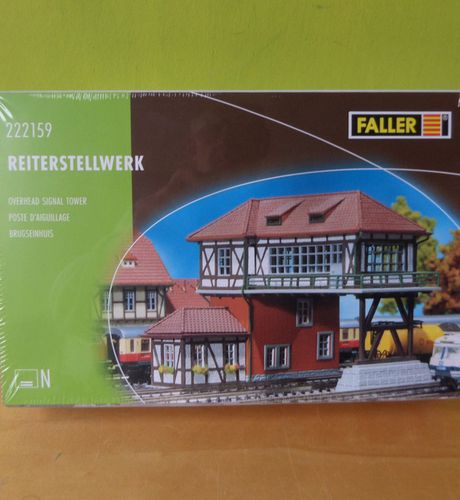 222159
FALLER
REITERSTELLWERK
OVERHEAD SIGNAL TOWER
POSTE D'AIGUILLAGE
BRUGSEINHUIS
N